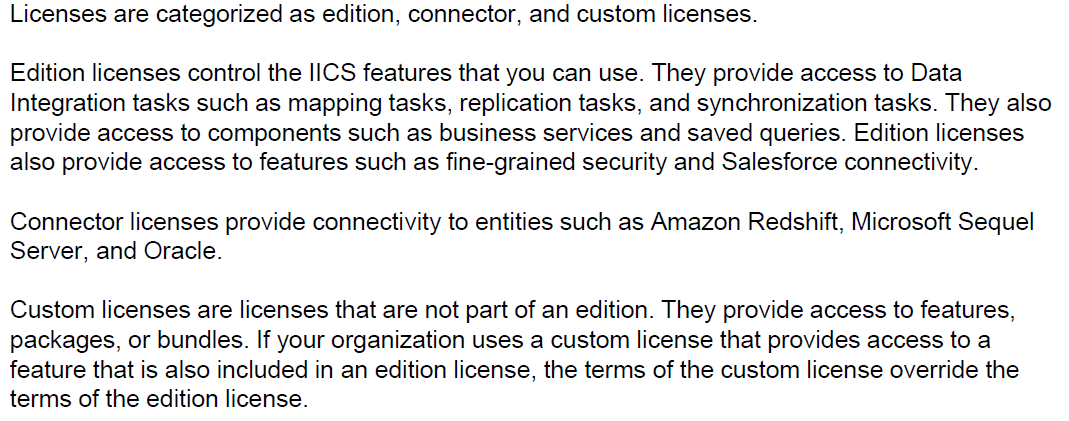 Licenses are categorized as edition, connector, and custom licenses.
Edition licenses control the IICS features that you can use. They provide access to Data
Integration tasks such as mapping tasks, replication tasks, and synchronization tasks. They also
provide access to components such as business services and saved queries. Edition licenses
also provide access to features such as fine-grained security and Salesforce connectivity.
Connector licenses provide connectivity to entities such as Amazon Redshift, Microsoft Sequel
Server, and Oracle.
Custom licenses are licenses that are not part of an edition. They provide access to features,
packages, or bundles. If your organization uses a custom license that provides access to a
feature that is also included in an edition license, the terms of the custom license override the
terms of the edition license.